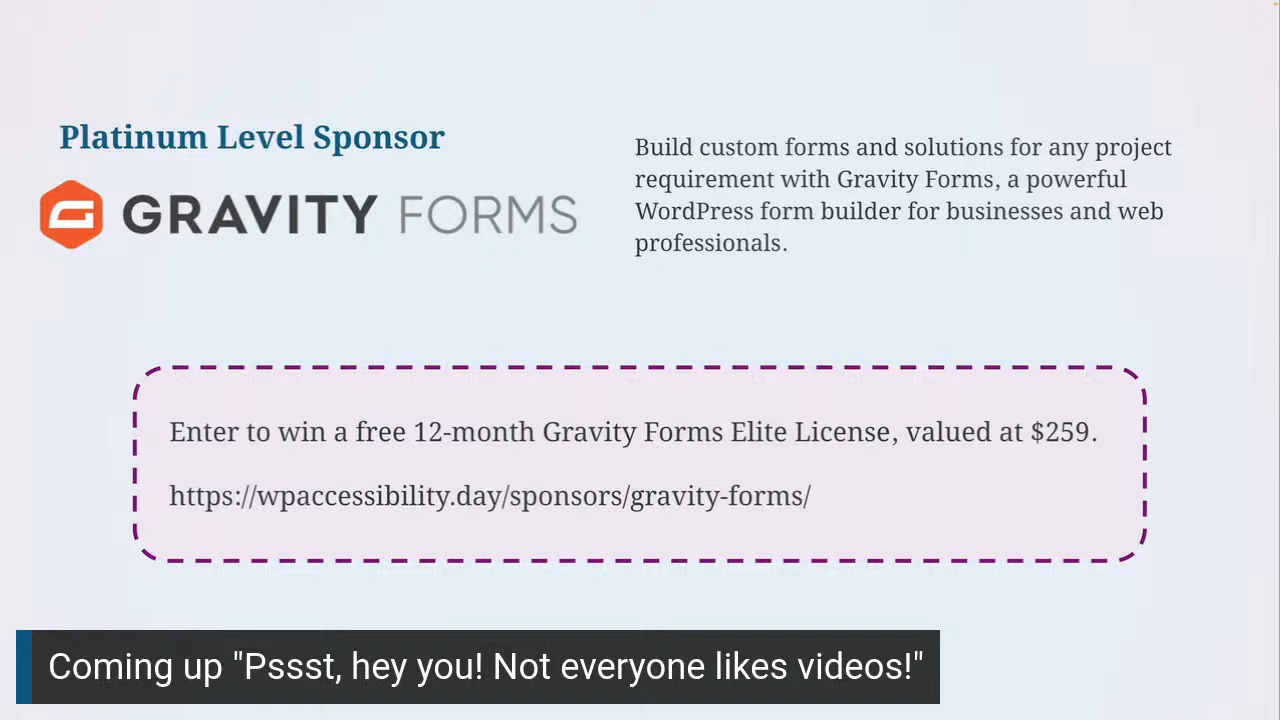 Platinum Level Sponsor
GRAVITY FORMS
Build custom forms and solutions for any project
requirement with Gravity Forms, a powerful
WordPress form builder for businesses and web
professionals.
Enter to win a free 12-month Gravity Forms Elite License, valued at $259.
https://wpaccessibility.day/sponsors/gravity-forms/
Coming up "Pssst, hey you! Not everyone likes videos!"